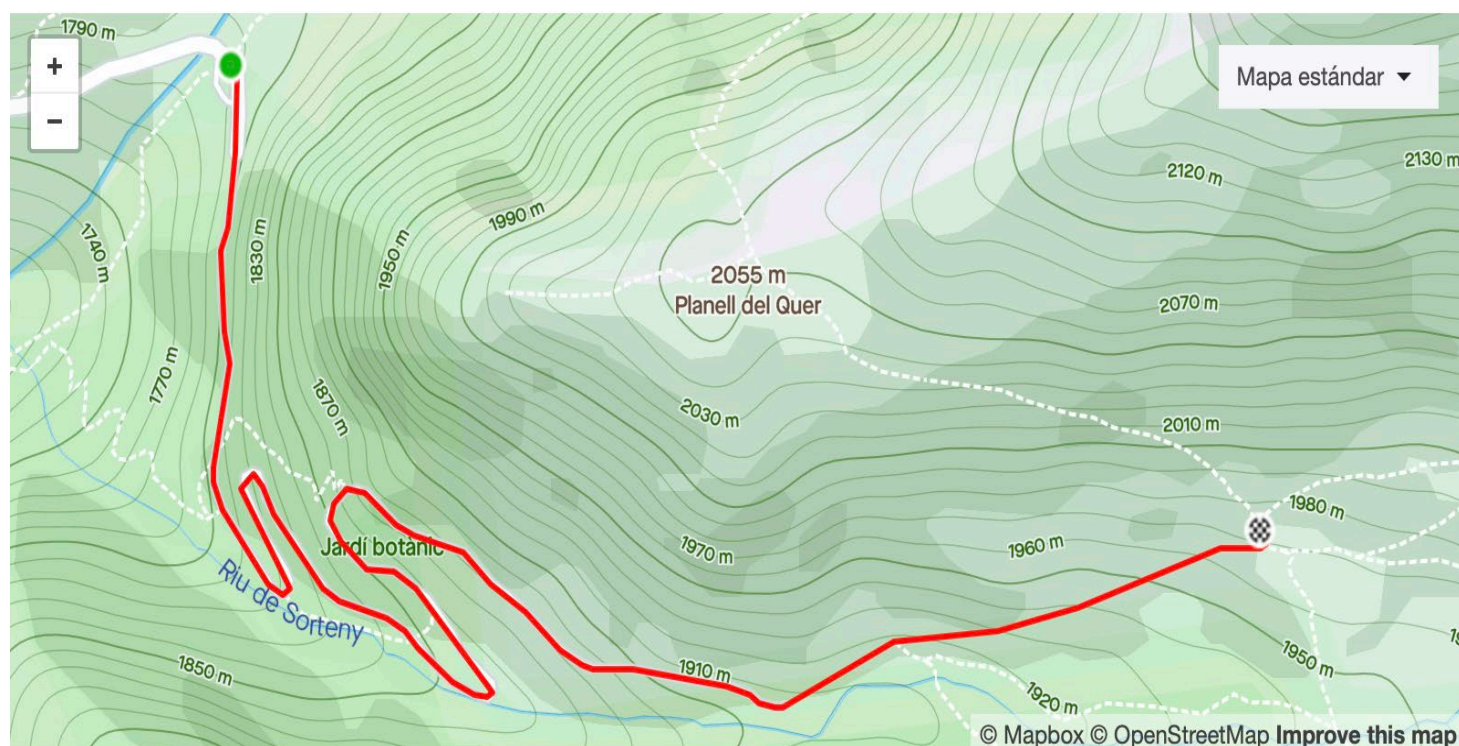 1790 m
+
−
Mapa estándar
1740 m
1830 m
1950 m
1990 m
2120 m
2130 m
2055 m
Planell del Quer
2070 m
1770 m
1870 m
2030 m
2010 m
1980 m
Jardí botànic
1970 m
1960 m
Riu de Sorteny
1850 m
1910 m
1950 m
1920 m
© Mapbox © OpenStreetMap Improve this map